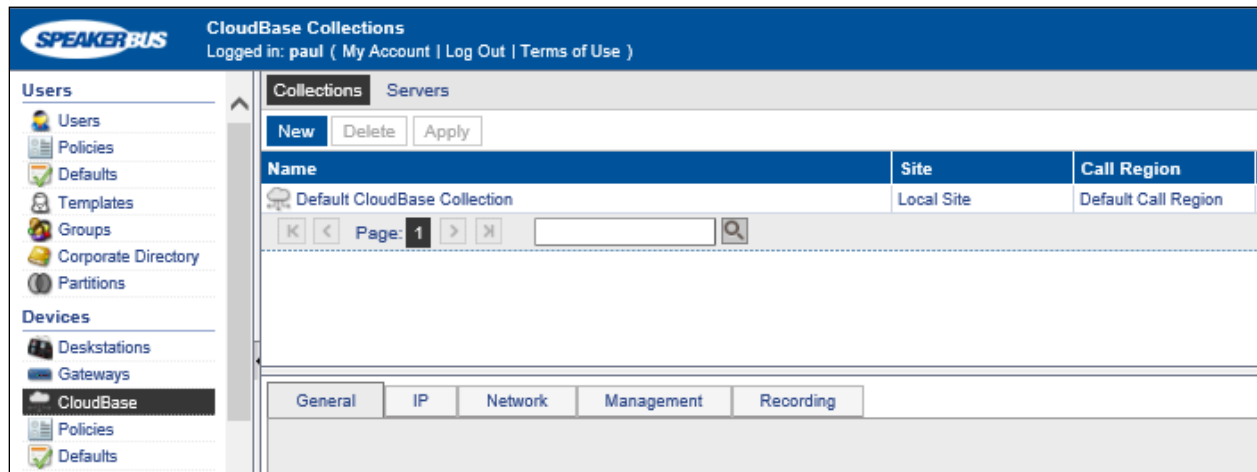 SPEAKERBUS
CloudBase Collections
Logged in: paul ( My Account | Log Out | Terms of Use )
Users
Users
Policies
Defaults
Templates
Groups
Corporate Directory
Partitions
Devices
Deskstations
Gateways
CloudBase
Policies
Defaults
Collections Servers
New Delete Apply
Name Site Call Region
Default CloudBase Collection Local Site Default Call Region
Page: 1
General IP Network Management Recording